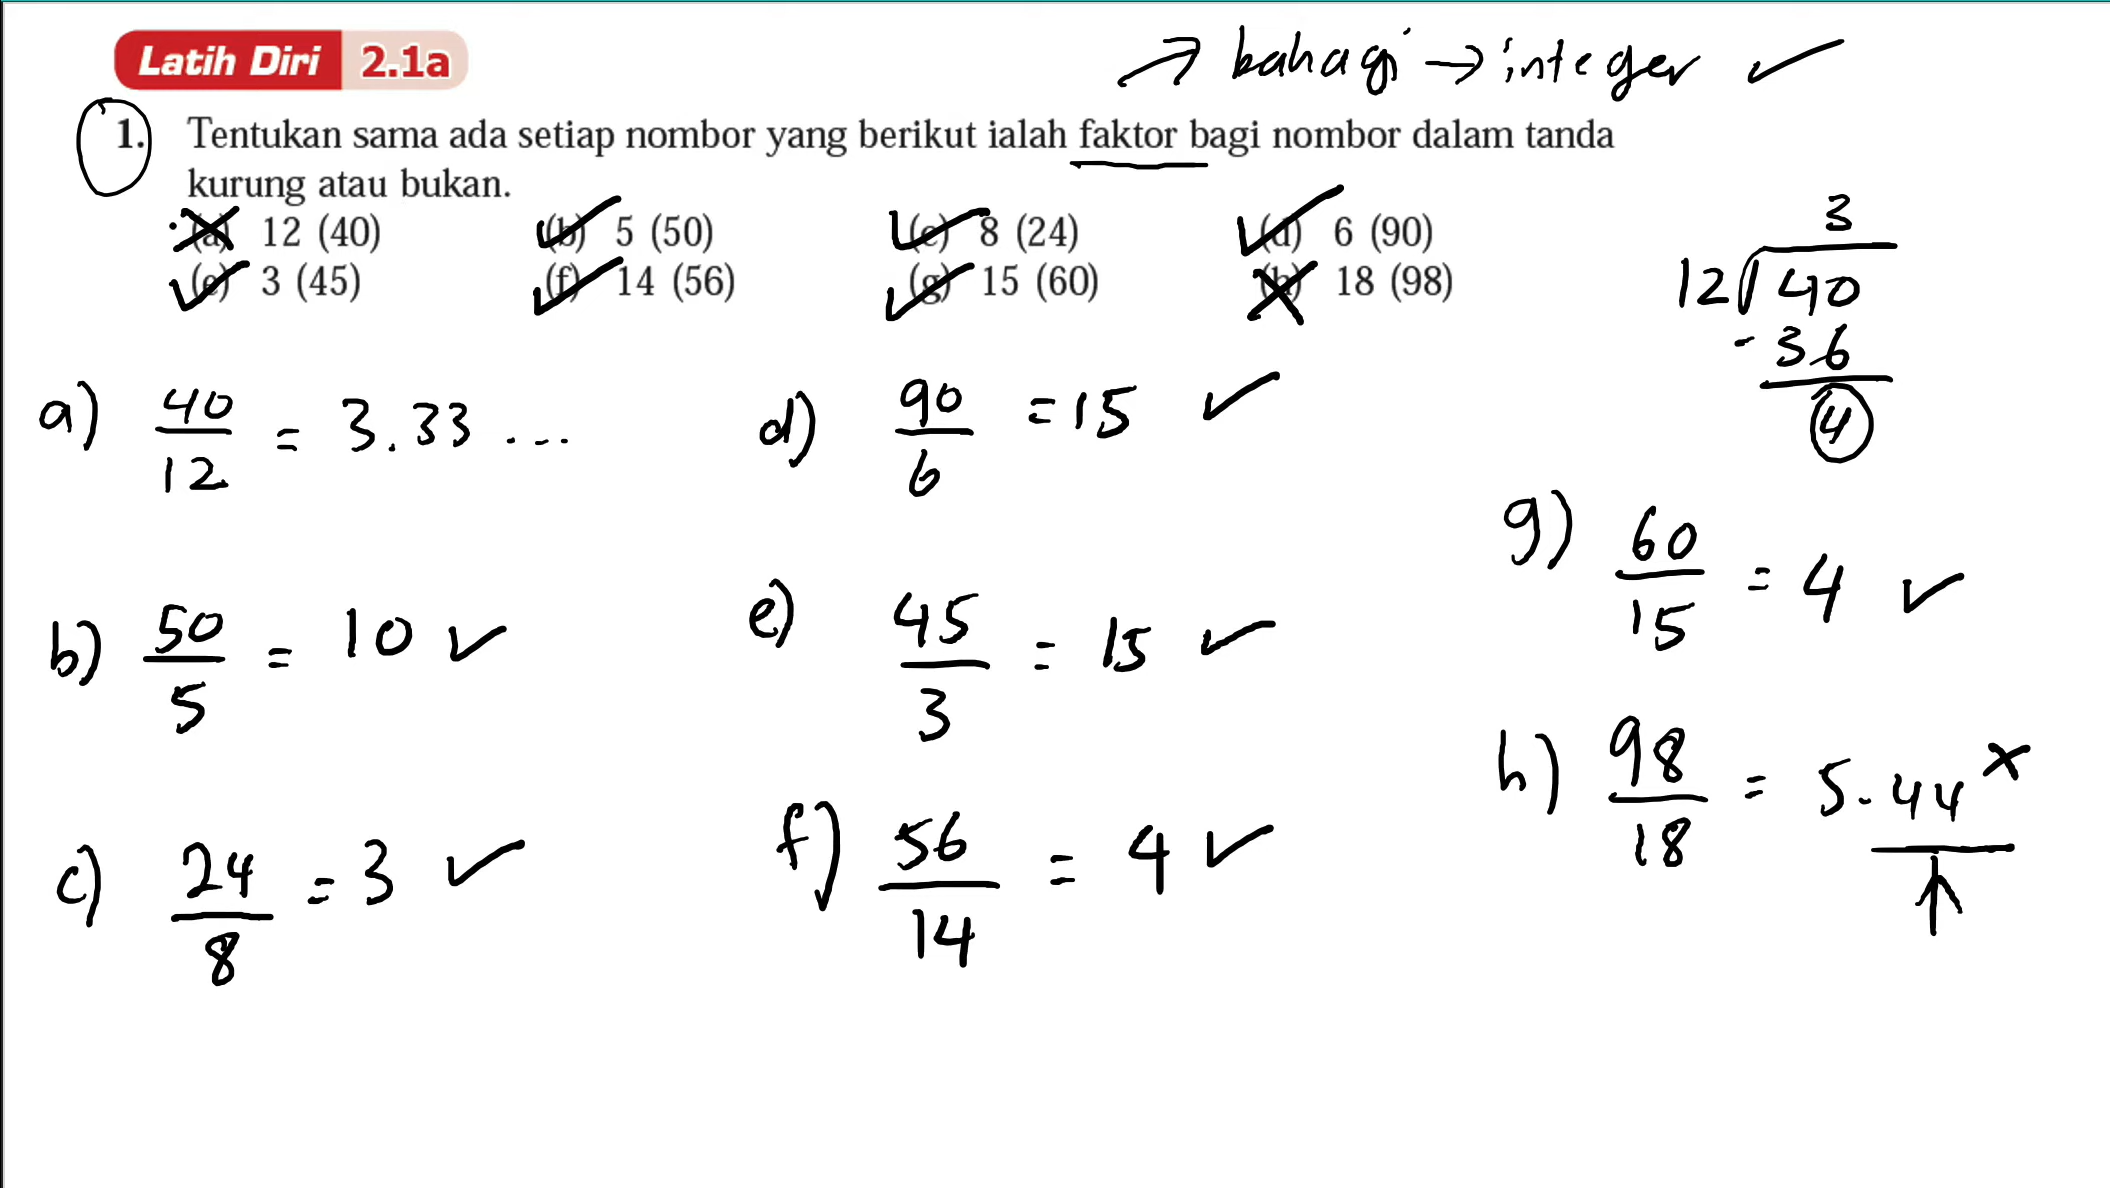 Latih Diri 2.1a
→ bahagi → integer ✓
1. Tentukan sama ada setiap nombor yang berikut ialah faktor bagi nombor dalam tanda
kurung atau bukan.
(a) 12 (40) (b) 5 (50) (c) 8 (24) (d) 6 (90)
(e) 3 (45) (f) 14 (56) (g) 15 (60) (h) 18 (98)
3
12 40
- 36
4
a) 40/12 = 3.33 ...
b) 50/5 = 10 ✓
c) 24/8 = 3 ✓
d) 90/6 = 15 ✓
e) 45/3 = 15 ✓
f) 56/14 = 4 ✓
g) 60/15 = 4 ✓
h) 98/18 = 5.44 ×